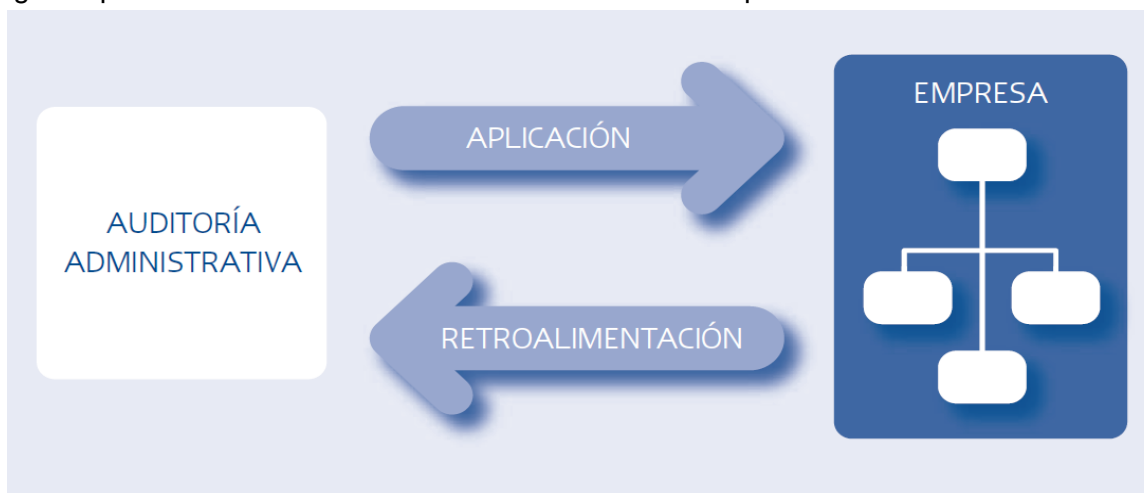 AUDITORÍA
ADMINISTRATIVA
APLICACIÓN
RETROALIMENTACIÓN
EMPRESA